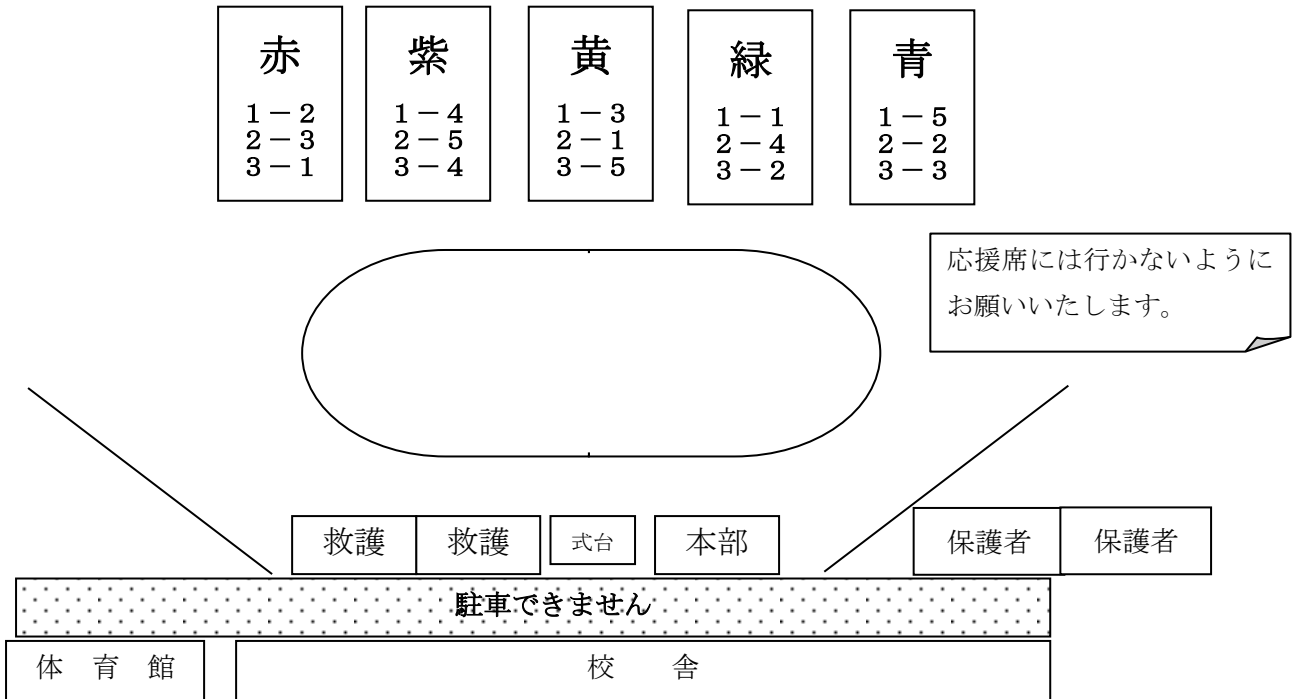 赤
1－2
2－3
3－1
紫
1－4
2－5
3－4
黄
1－3
2－1
3－5
緑
1－1
2－4
3－2
青
1－5
2－2
3－3
応援席には行かないように
お願いいたします。
救護
救護
式台
本部
保護者
保護者
駐車できません
体　育　館
校　　舎